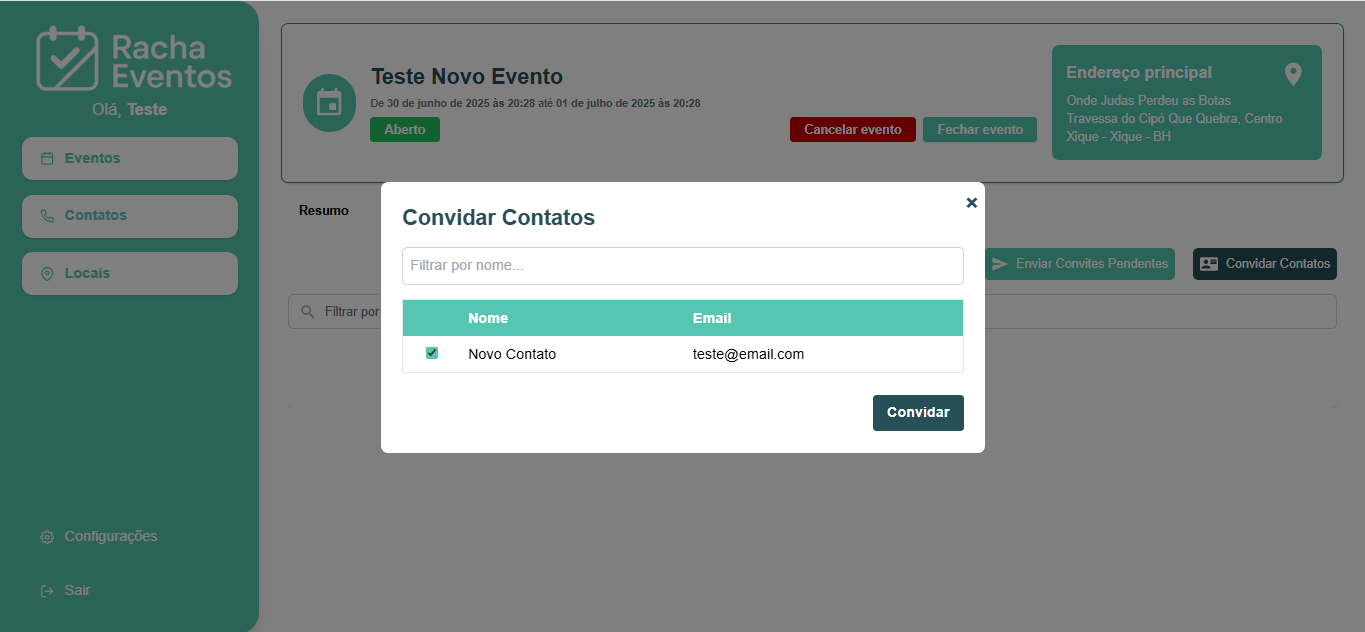 Racha
Eventos
Olá, Teste
Eventos
Contatos
Locais
Configurações
Sair
Teste Novo Evento
De 30 de junho de 2025 às 20:28 até 01 de julho de 2025 às 20:28
Aberto
Cancelar evento
Fechar evento
Endereço principal
Onde Judas Perdeu as Botas
Travessa do Cipó Que Quebra, Centro
Xique - Xique - BH
Resumo
Enviar Convites Pendentes
Convidar Contatos
Filtrar por
Convidar Contatos
Filtrar por nome...
Nome Email
Novo Contato teste@email.com
Convidar